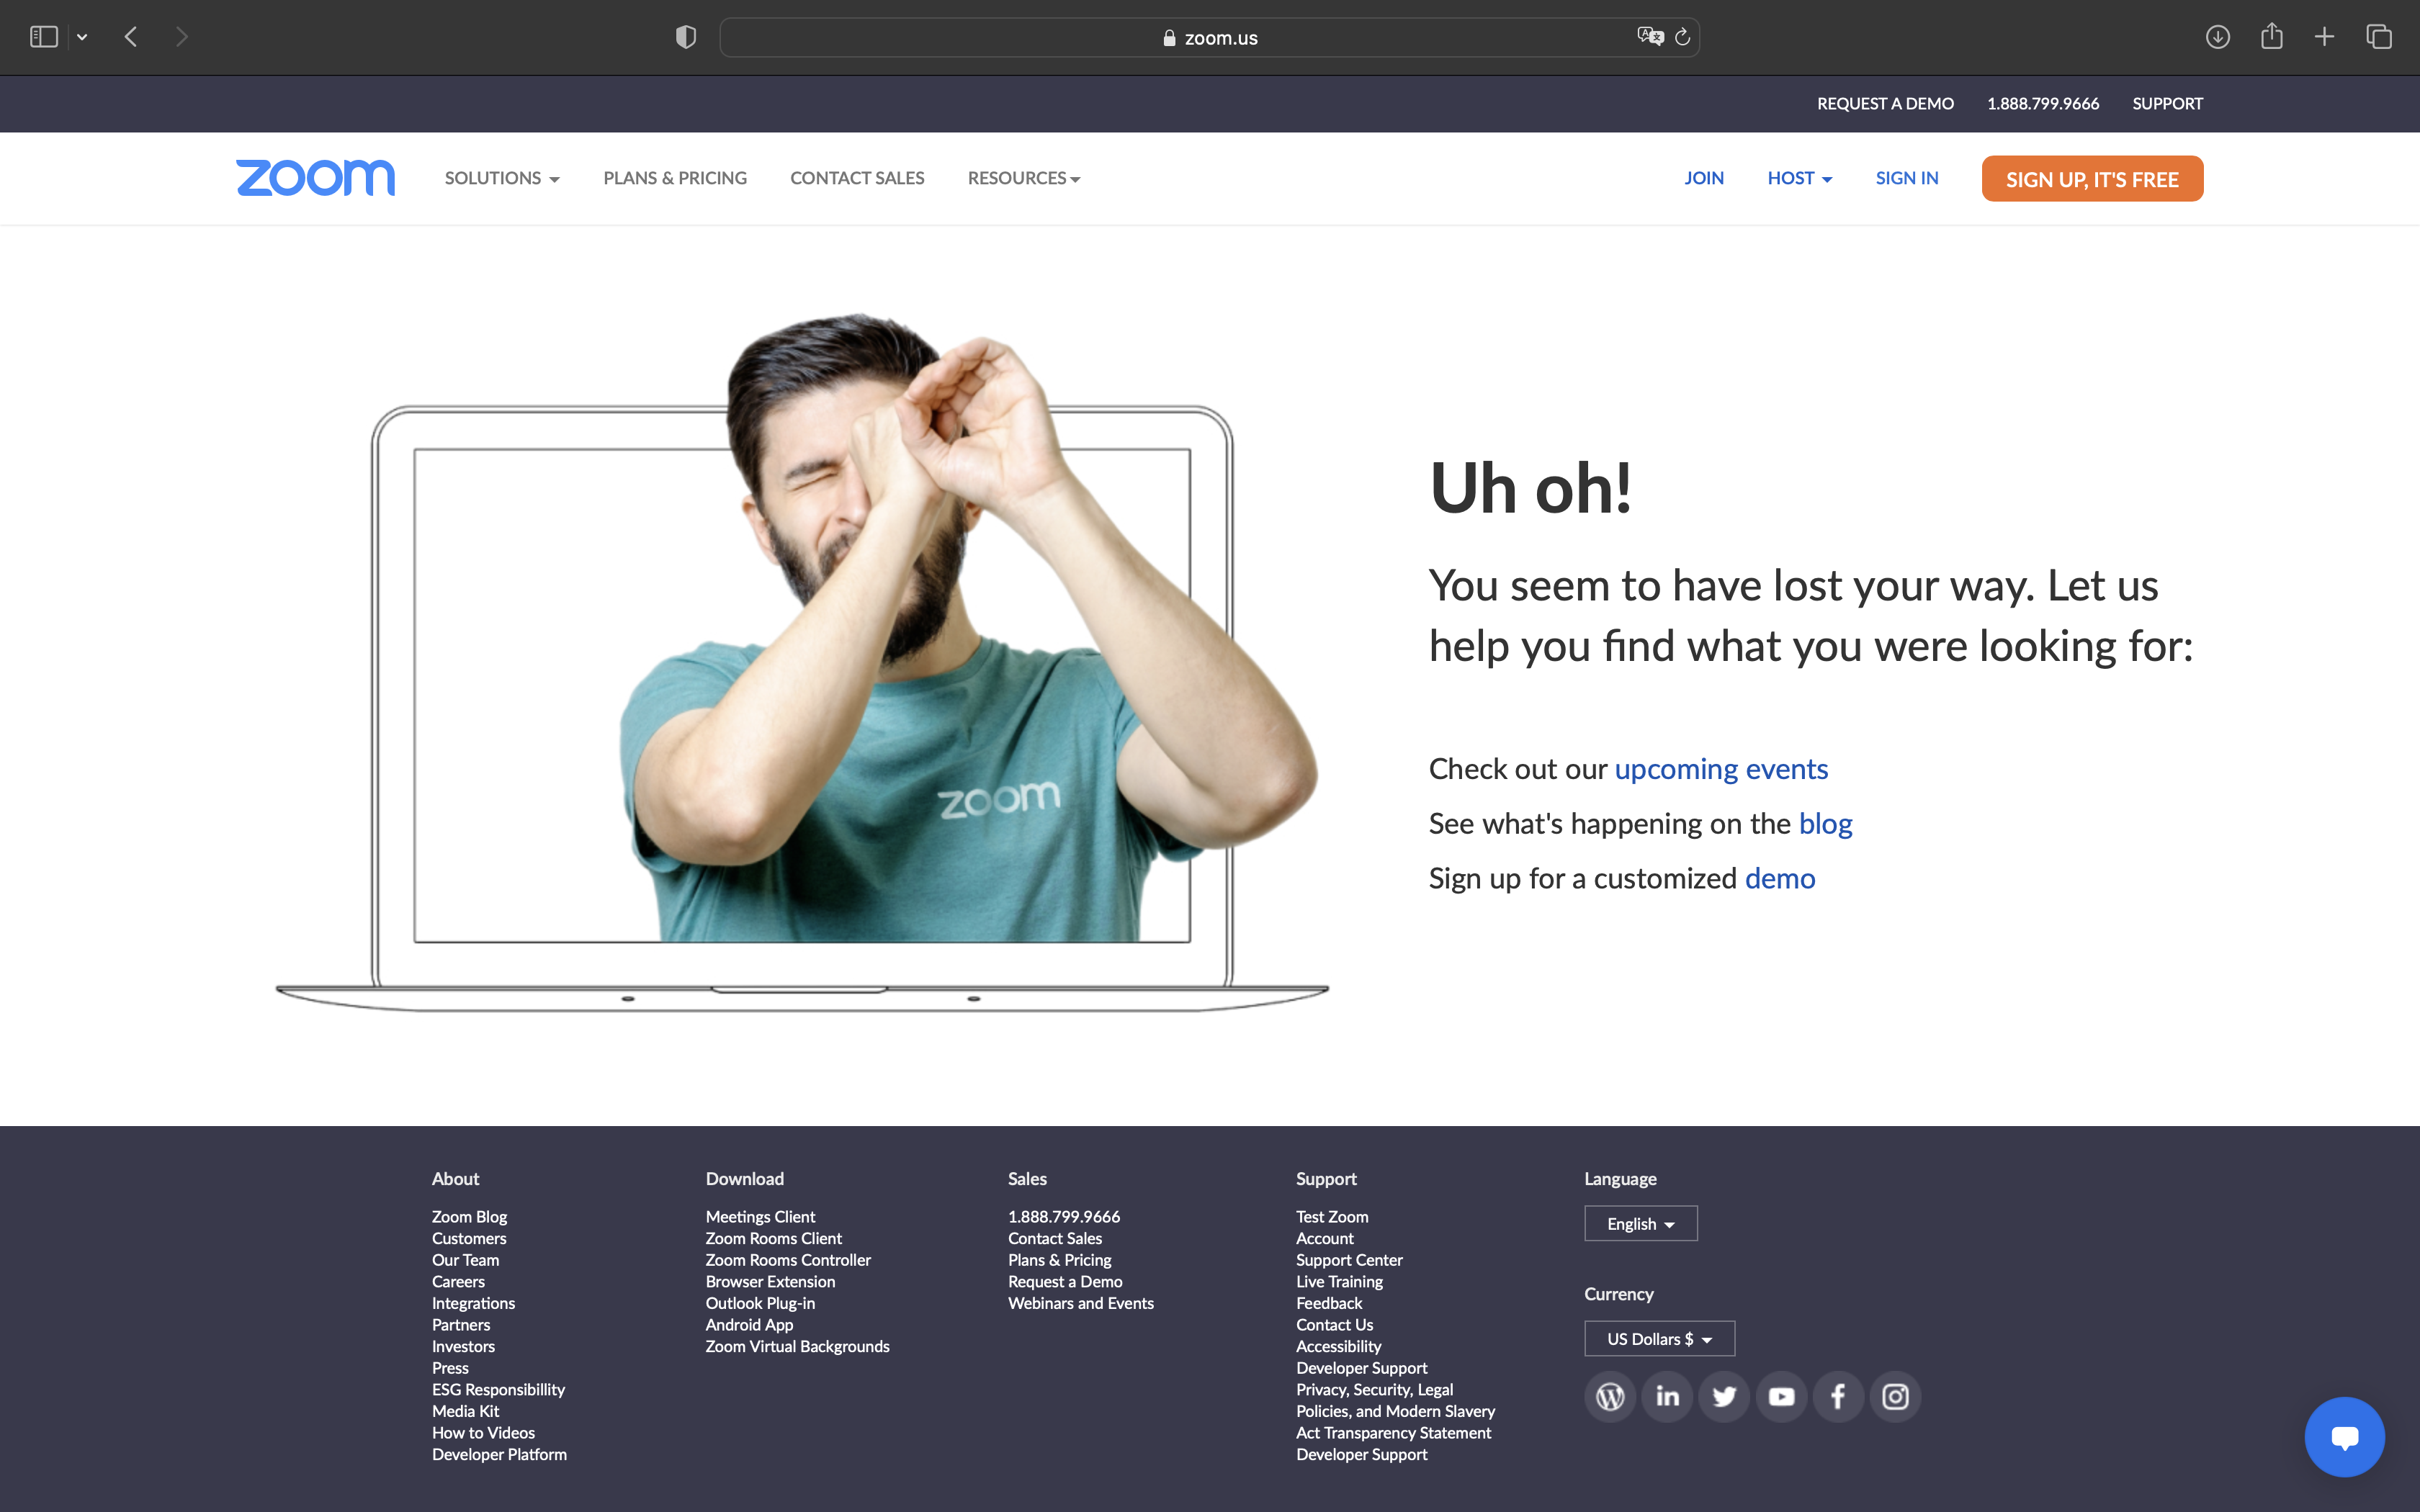 zoom.us
REQUEST A DEMO 1.888.799.9666 SUPPORT
zoom SOLUTIONS PLANS & PRICING CONTACT SALES RESOURCES JOIN HOST SIGN IN SIGN UP, IT'S FREE
zoom
Uh oh!
You seem to have lost your way. Let us
help you find what you were looking for:
Check out our upcoming events
See what's happening on the blog
Sign up for a customized demo
About
Zoom Blog
Customers
Our Team
Careers
Integrations
Partners
Investors
Press
ESG Responsibillity
Media Kit
How to Videos
Developer Platform
Download
Meetings Client
Zoom Rooms Client
Zoom Rooms Controller
Browser Extension
Outlook Plug-in
Android App
Zoom Virtual Backgrounds
Sales
1.888.799.9666
Contact Sales
Plans & Pricing
Request a Demo
Webinars and Events
Support
Test Zoom
Account
Support Center
Live Training
Feedback
Contact Us
Accessibility
Developer Support
Privacy, Security, Legal
Policies, and Modern Slavery
Act Transparency Statement
Developer Support
Language
English
Currency
US Dollars $